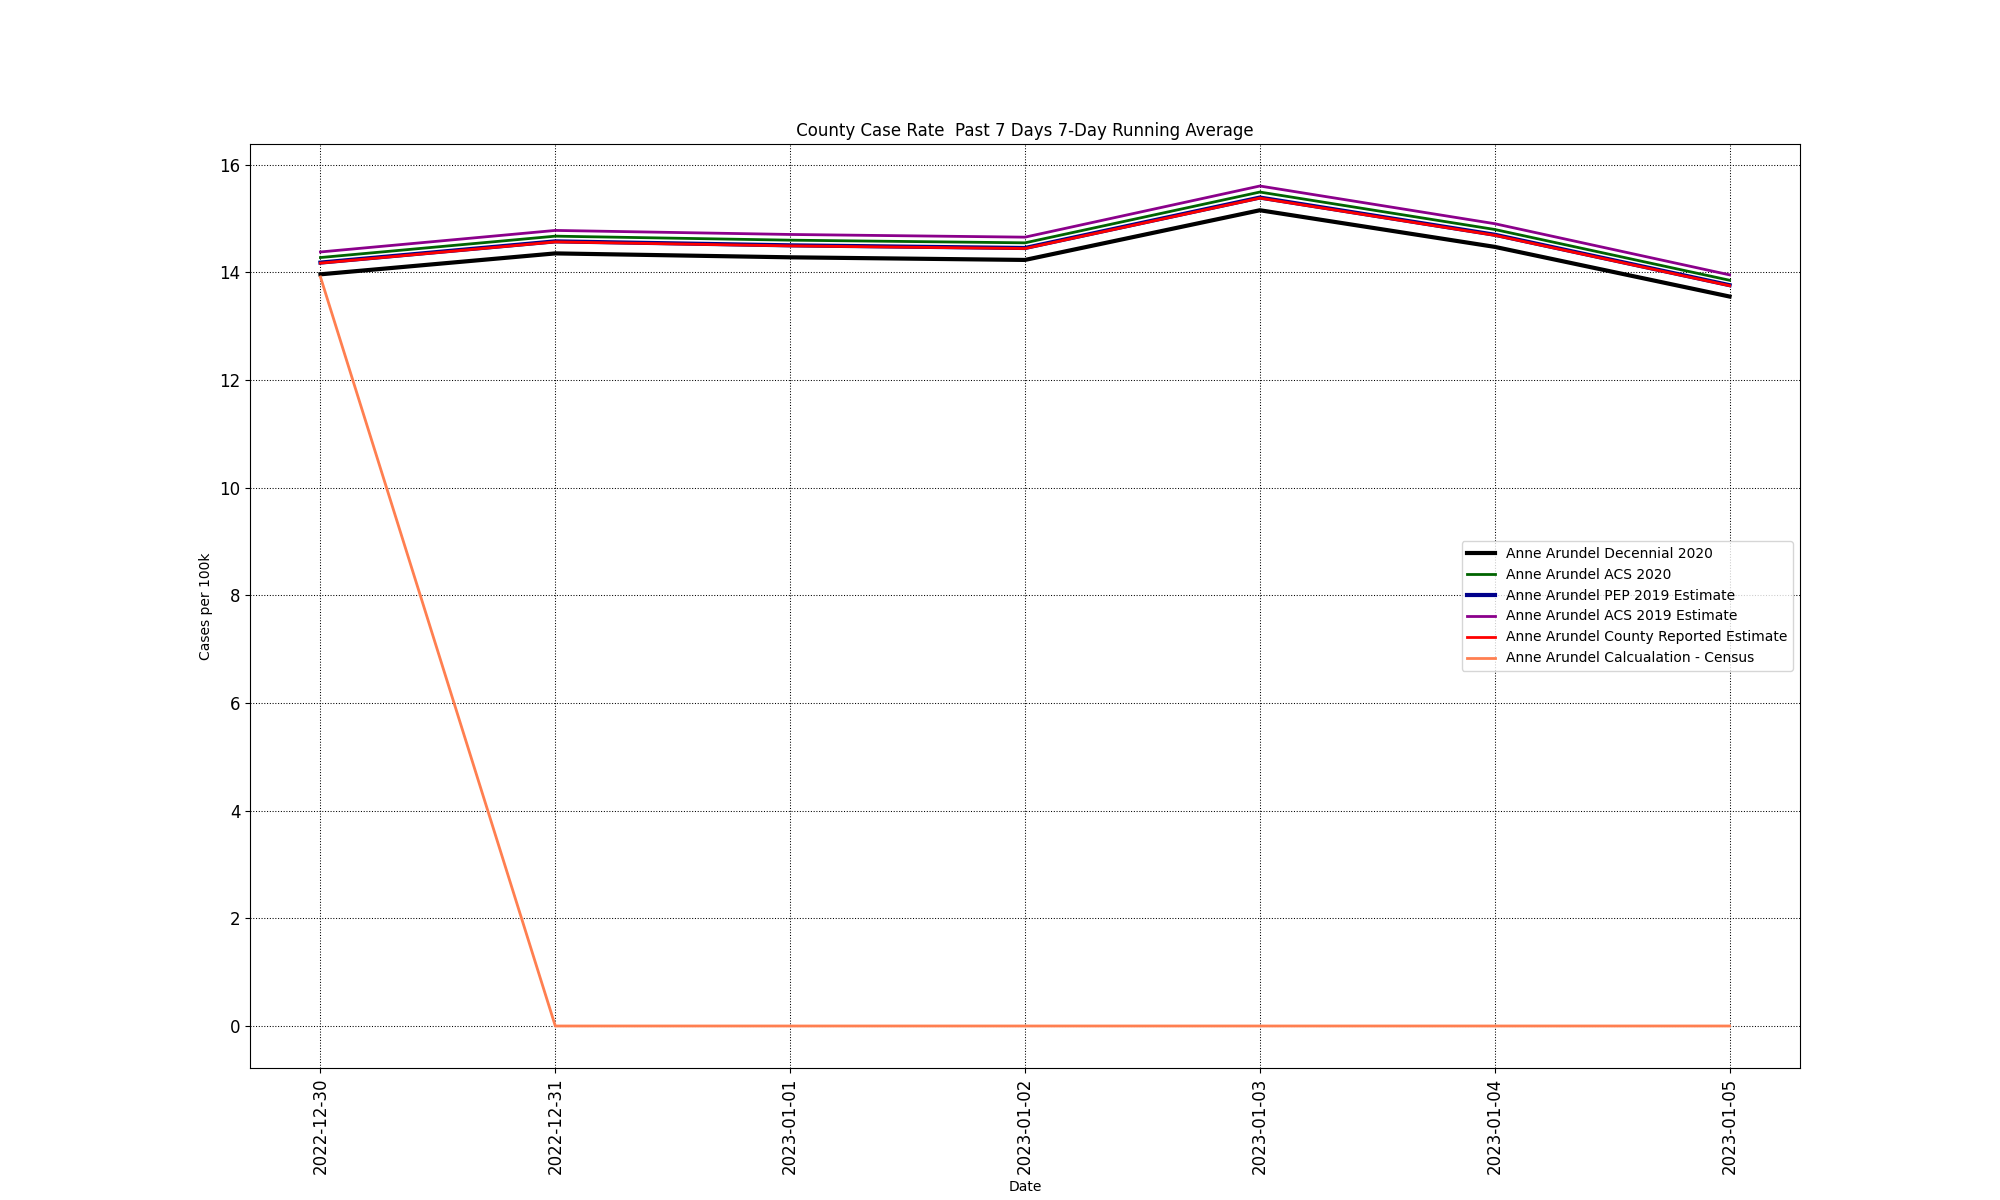 County Case Rate  Past 7 Days 7-Day Running Average
16
14
12
10
8
6
4
2
0
Cases per 100k
Anne Arundel Decennial 2020
Anne Arundel ACS 2020
Anne Arundel PEP 2019 Estimate
Anne Arundel ACS 2019 Estimate
Anne Arundel County Reported Estimate
Anne Arundel Calcualation - Census
2022-12-30
2022-12-31
2023-01-01
2023-01-02
2023-01-03
2023-01-04
2023-01-05
Date